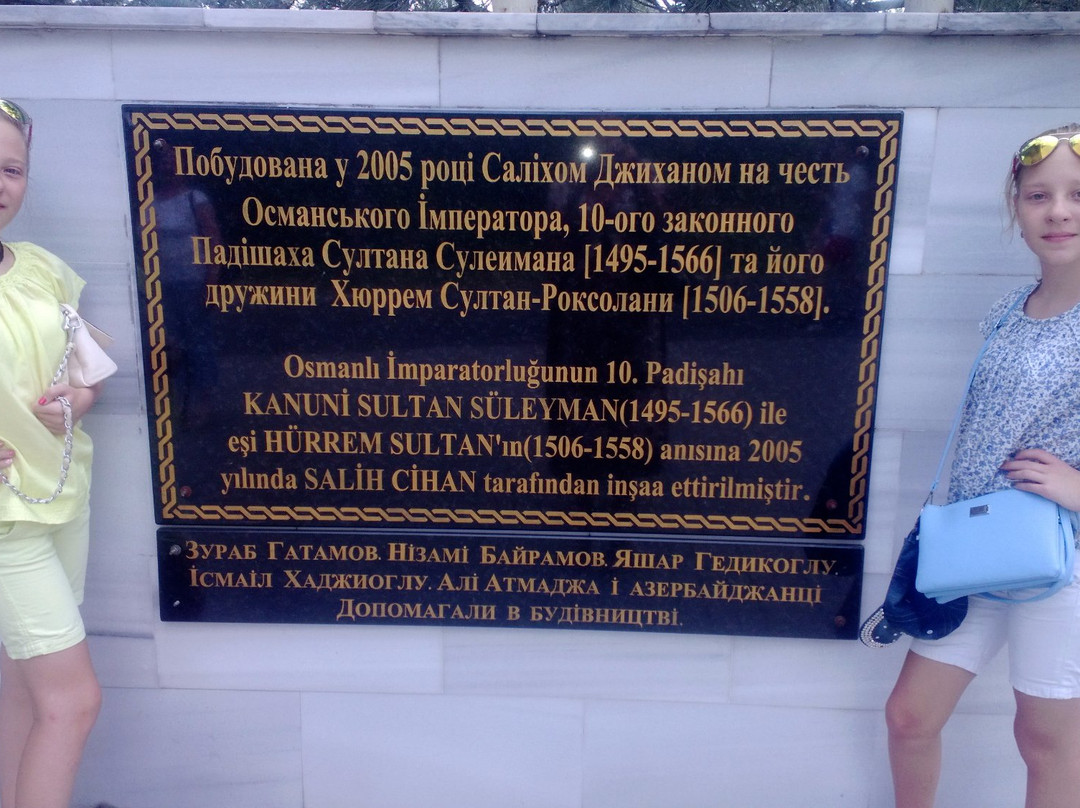 Побудована у 2005 році Саліхом Джиханом на честь
Османського Імператора, 10-ого законного
Падішаха Султана Сулеимана [1495-1566] та його
дружини Хюррем Султан-Роксолани [1506-1558].
Osmanlı İmparatorluğunun 10. Padişahı
KANUNİ SULTAN SÜLEYMAN(1495-1566) ile
eşi HÜRREM SULTAN'ın(1506-1558) anısına 2005
yılında SALİH CİHAN tarafından inşaa ettirilmiştir.
Зураб Гатамов, Нізамі Байрамов, Яшар Гедикоглу,
Ісмаіл Хаджиоглу, Алі Атмаджа і азербайджанці
Допомагали в будівництві.